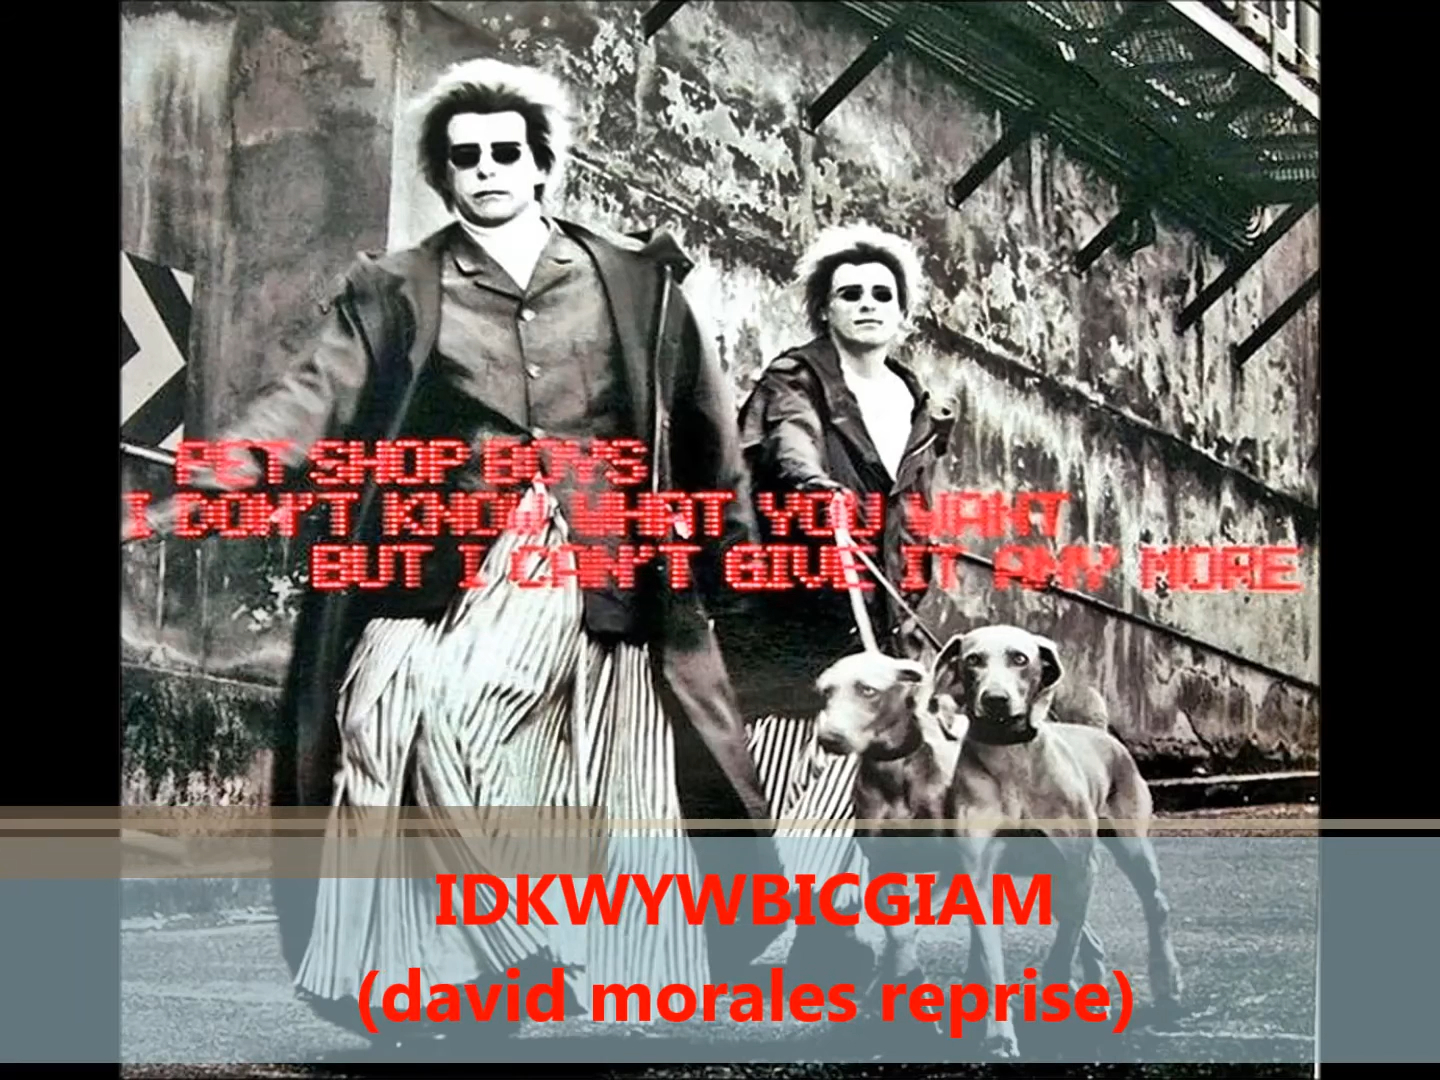 PET SHOP BOYS
I DON'T KNOW WHAT YOU WANT
BUT I CAN'T GIVE IT ANY MORE
IDKWYWBICGIAM
(david morales reprise)